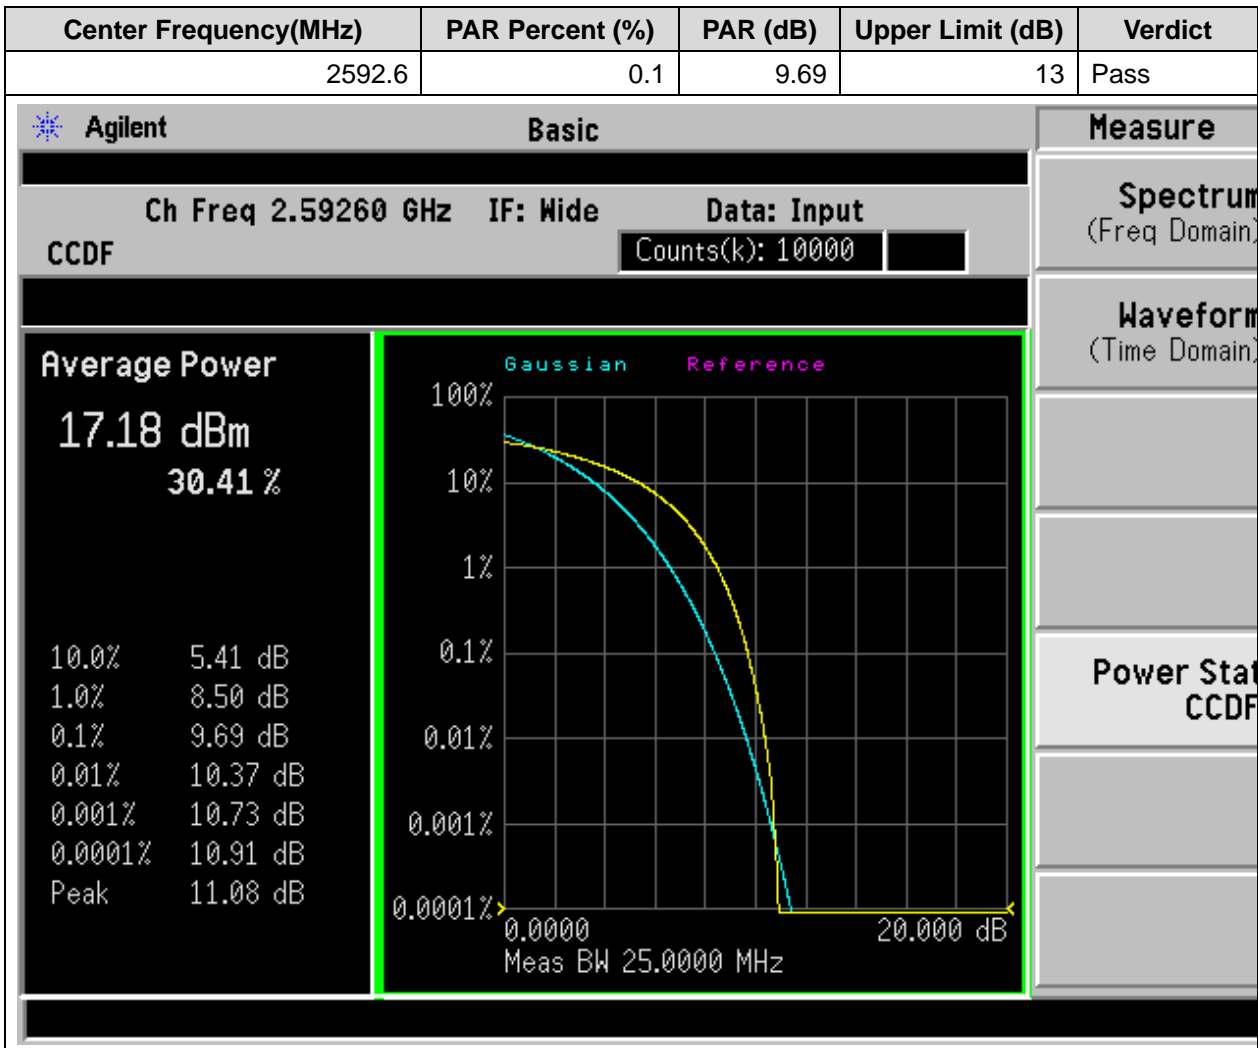 Center Frequency(MHz) PAR Percent (%) PAR (dB) Upper Limit (dB) Verdict
2592.6 0.1 9.69 13 Pass
Agilent Basic Measure
Ch Freq 2.59260 GHz IF: Wide Data: Input
CCDF Counts(k): 10000
Spectrum
(Freq Domain)
Waveform
(Time Domain)
Power Stat
CCDF
Average Power
17.18 dBm
30.41 %
10.0% 5.41 dB
1.0% 8.50 dB
0.1% 9.69 dB
0.01% 10.37 dB
0.001% 10.73 dB
0.0001% 10.91 dB
Peak 11.08 dB
Gaussian Reference
100%
10%
1%
0.1%
0.01%
0.001%
0.0001%
0.0000 20.000 dB
Meas BW 25.0000 MHz